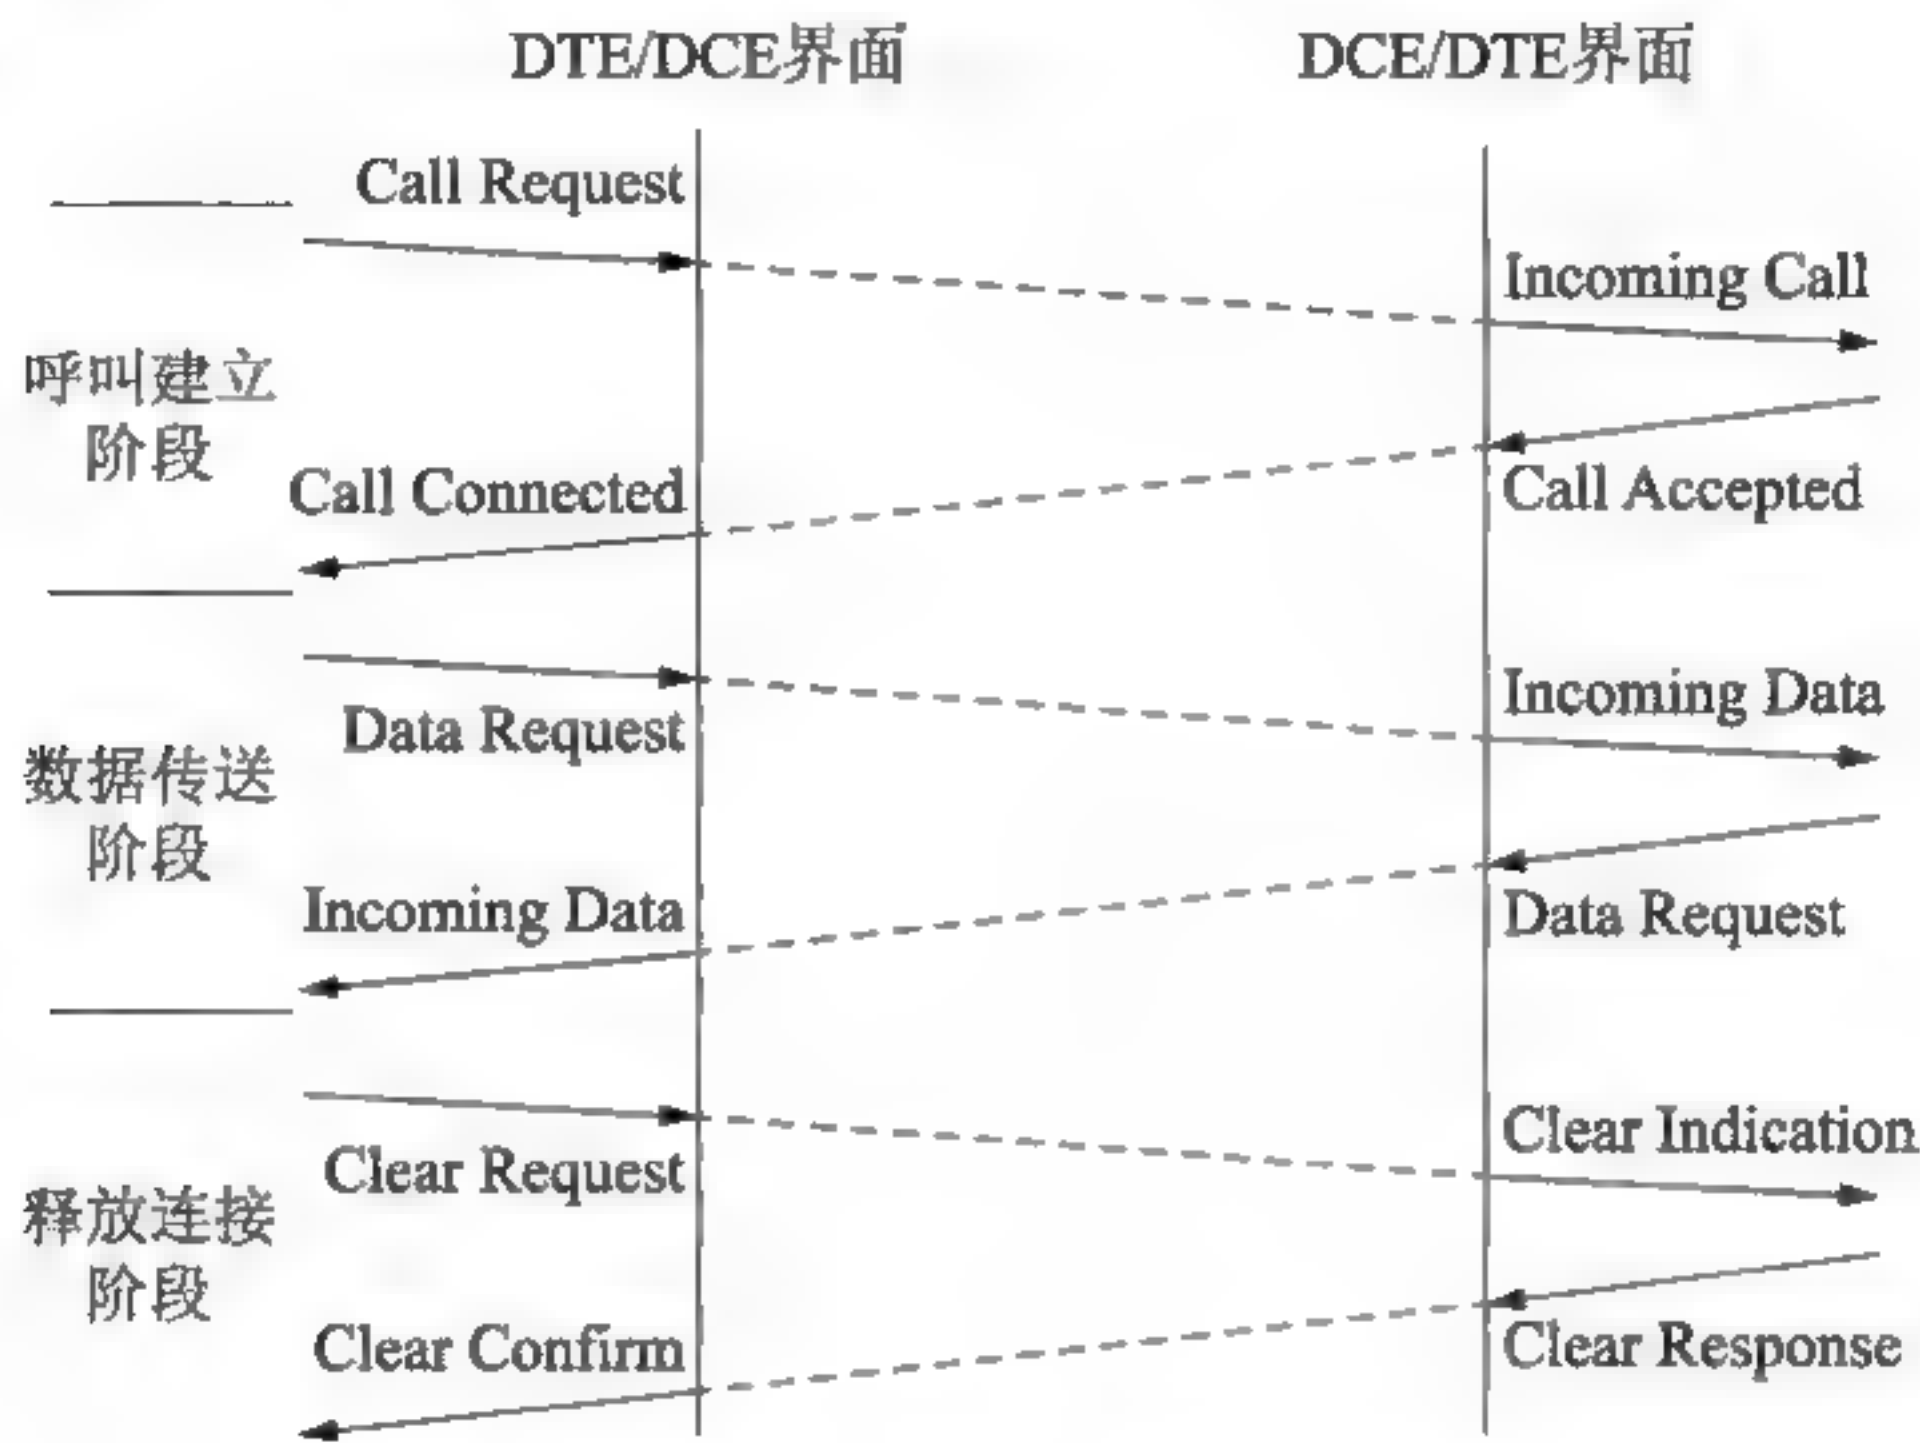 DTE/DCE界面
DCE/DTE界面
Call Request
Incoming Call
呼叫建立
阶段
Call Connected
Call Accepted
Data Request
Incoming Data
数据传送
阶段
Incoming Data
Data Request
Clear Request
Clear Indication
释放连接
阶段
Clear Confirm
Clear Response